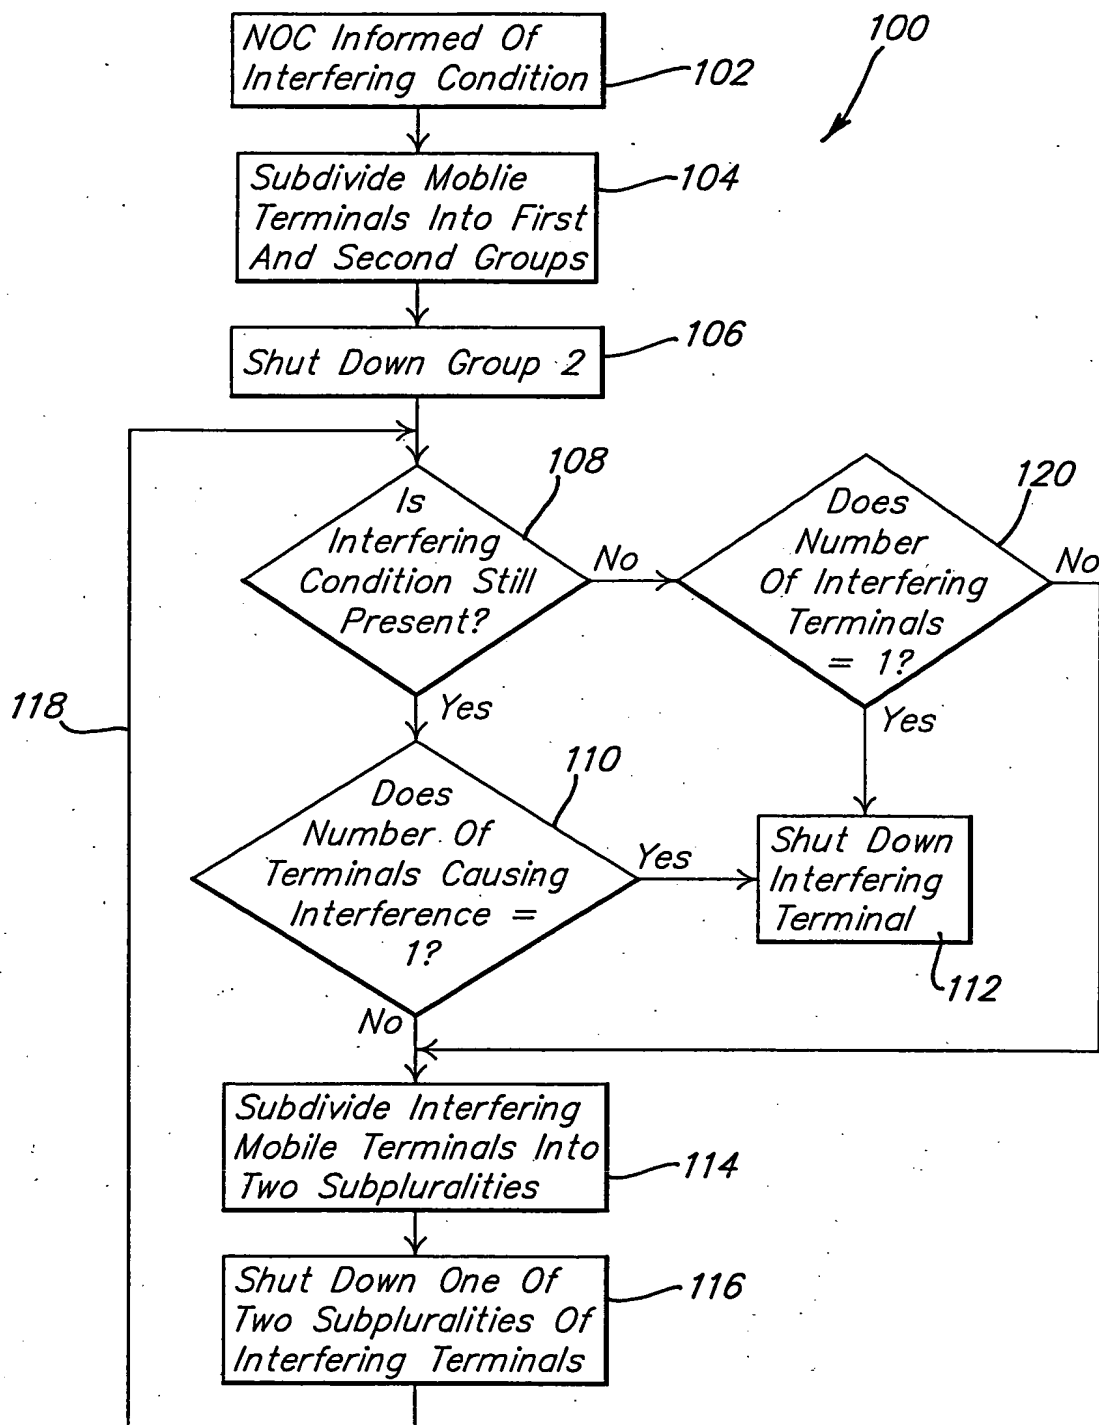 NOC Informed Of
Interfering Condition
100
102
Subdivide Moblie
Terminals Into First
And Second Groups
104
Shut Down Group 2
106
Is
Interfering
Condition Still
Present?
108
No
Yes
Does
Number
Of Interfering
Terminals
= 1?
120
No
Yes
118
Does
Number Of
Terminals Causing
Interference =
1?
110
Yes
No
Shut Down
Interfering
Terminal
112
Subdivide Interfering
Mobile Terminals Into
Two Subpluralities
114
Shut Down One Of
Two Subpluralities Of
Interfering Terminals
116